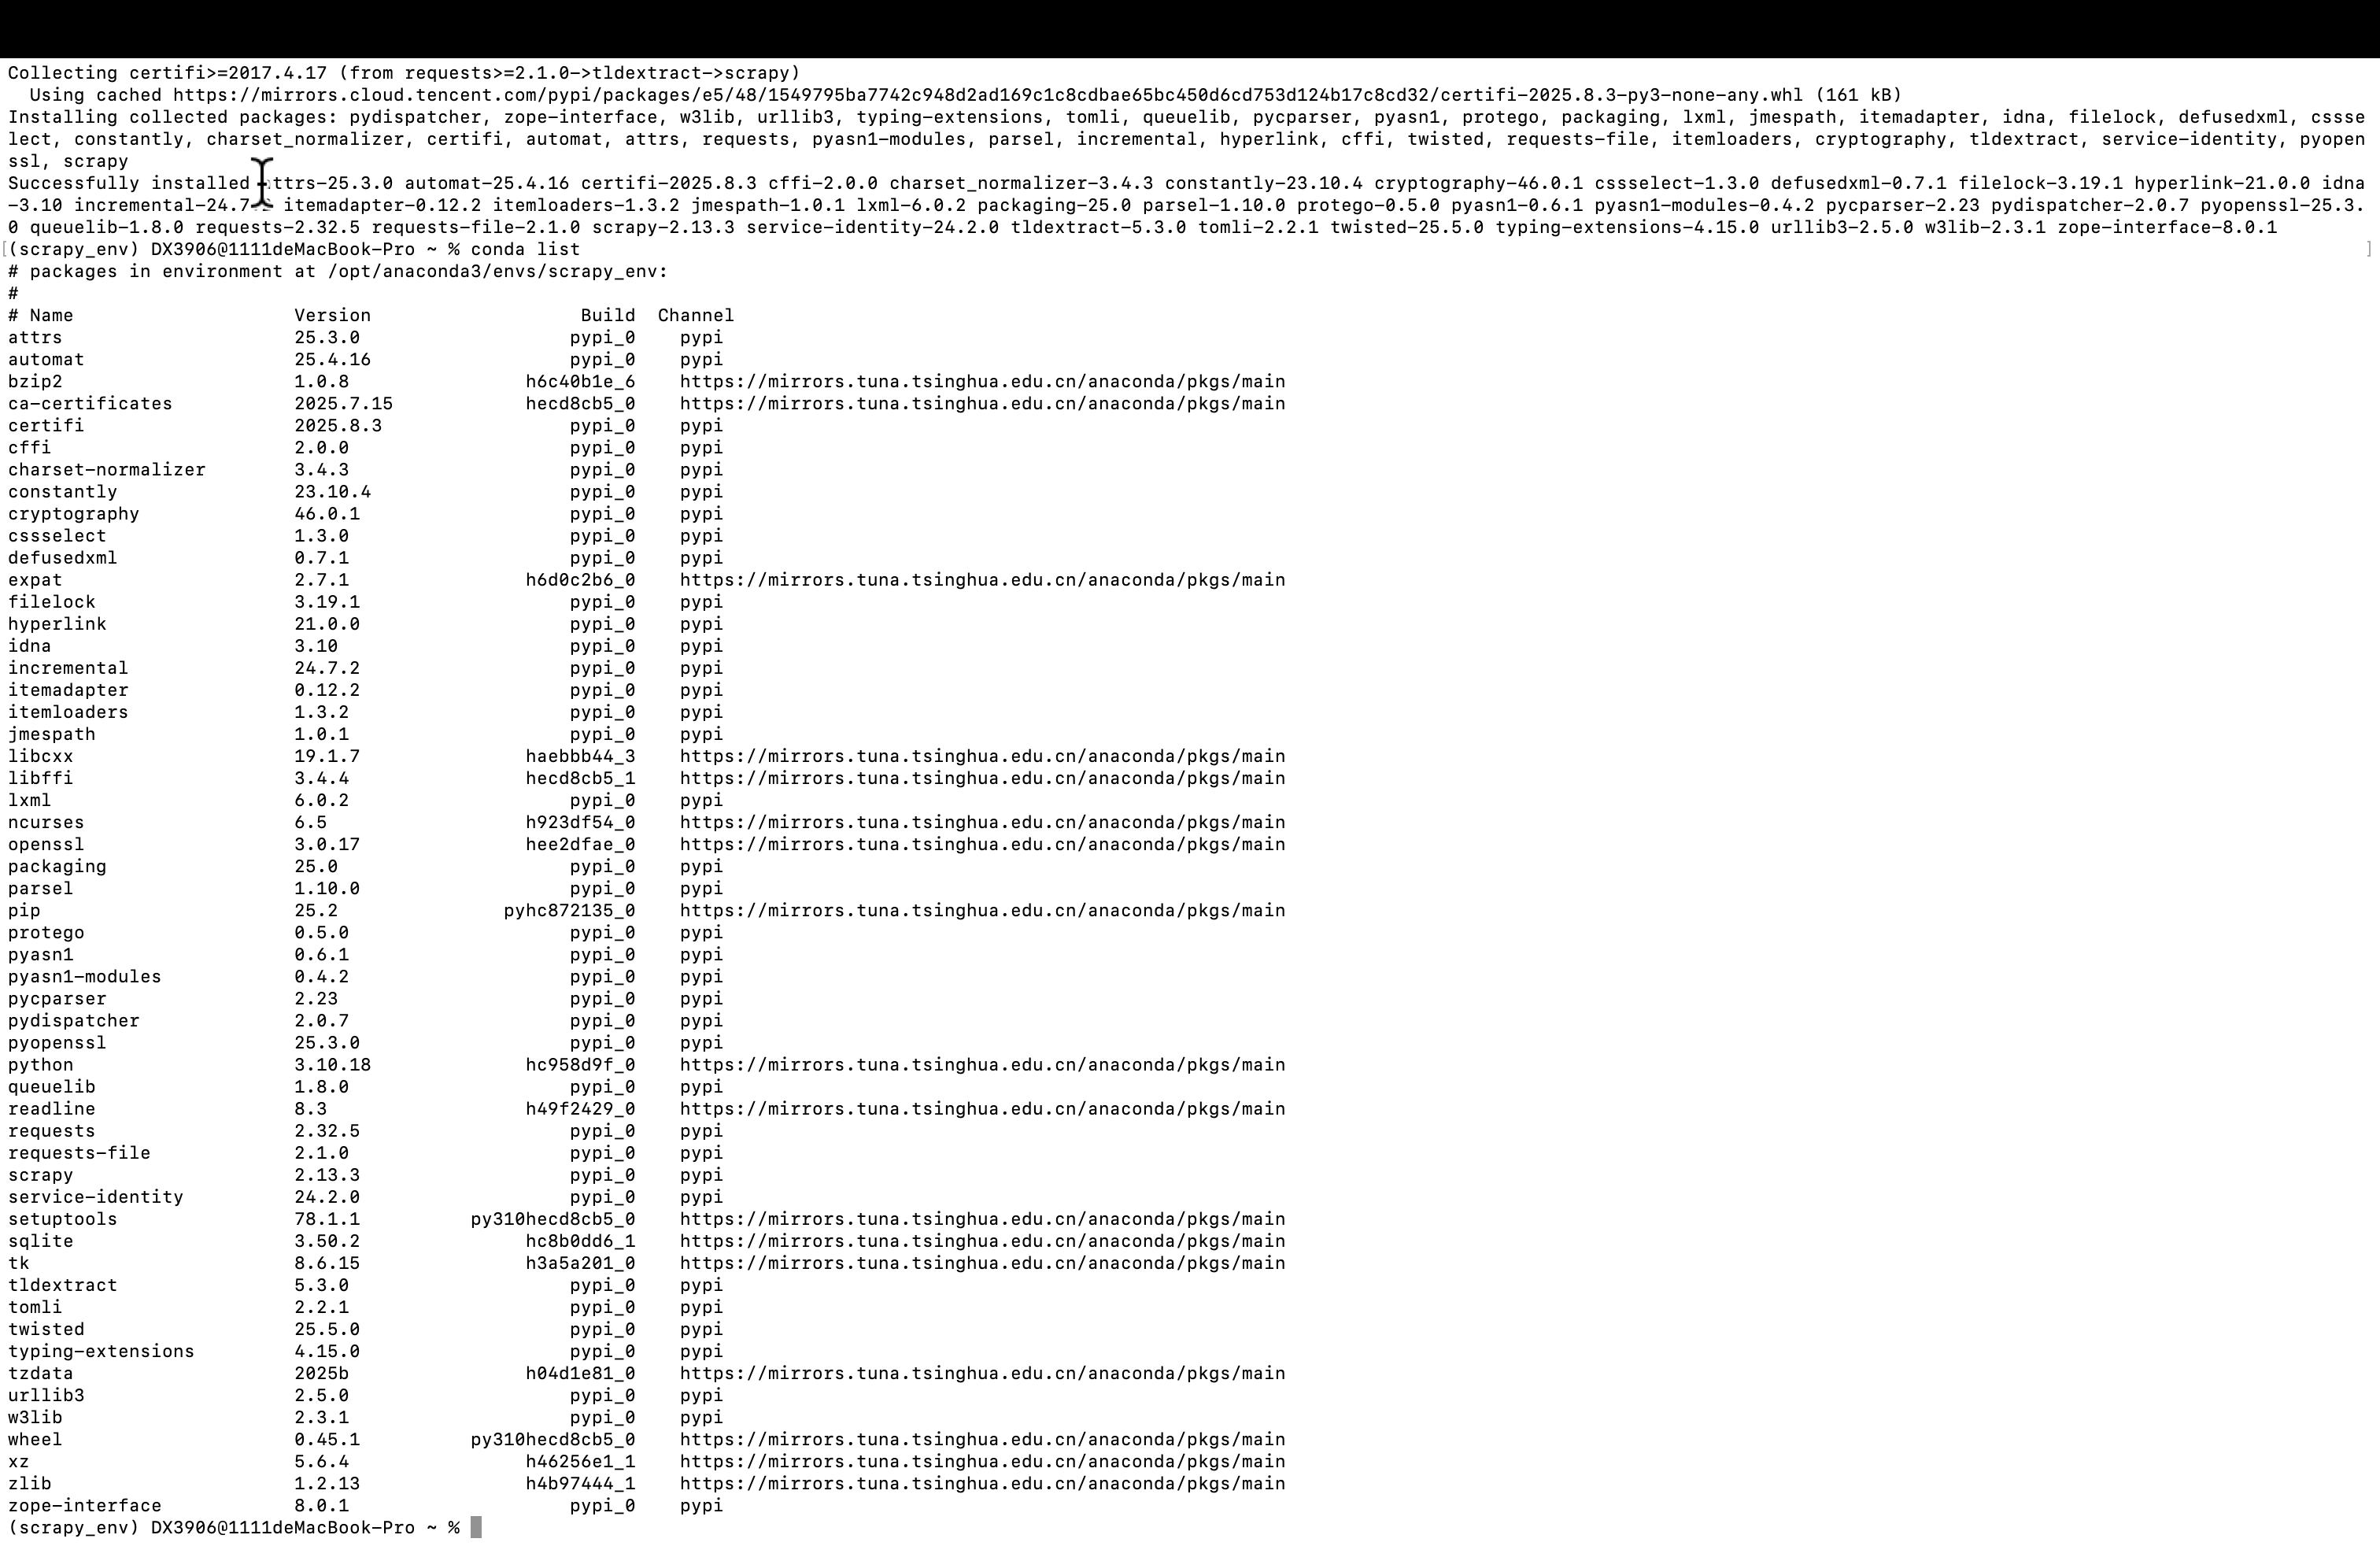 Collecting certifi>=2017.4.17 (from requests>=2.1.0->tldextract->scrapy)
  Using cached https://mirrors.cloud.tencent.com/pypi/packages/e5/48/1549795ba7742c948d2ad169c1c8cdbae65bc450d6cd753d124b17c8cd32/certifi-2025.8.3-py3-none-any.whl (161 kB)
Installing collected packages: pydispatcher, zope-interface, w3lib, urllib3, typing-extensions, tomli, queuelib, pycparser, pyasn1, protego, packaging, lxml, jmespath, itemadapter, idna, filelock, defusedxml, cssse
lect, constantly, charset_normalizer, certifi, automat, attrs, requests, pyasn1-modules, parsel, incremental, hyperlink, cffi, twisted, requests-file, itemloaders, cryptography, tldextract, service-identity, pyopen
ssl, scrapy
Successfully installed attrs-25.3.0 automat-25.4.16 certifi-2025.8.3 cffi-2.0.0 charset_normalizer-3.4.3 constantly-23.10.4 cryptography-46.0.1 cssselect-1.3.0 defusedxml-0.7.1 filelock-3.19.1 hyperlink-21.0.0 idna
-3.10 incremental-24.7.2 itemadapter-0.12.2 itemloaders-1.3.2 jmespath-1.0.1 lxml-6.0.2 packaging-25.0 parsel-1.10.0 protego-0.5.0 pyasn1-0.6.1 pyasn1-modules-0.4.2 pycparser-2.23 pydispatcher-2.0.7 pyopenssl-25.3.
0 queuelib-1.8.0 requests-2.32.5 requests-file-2.1.0 scrapy-2.13.3 service-identity-24.2.0 tldextract-5.3.0 tomli-2.2.1 twisted-25.5.0 typing-extensions-4.15.0 urllib3-2.5.0 w3lib-2.3.1 zope-interface-8.0.1
[(scrapy_env) DX3906@1111deMacBook-Pro ~ % conda list ]
# packages in environment at /opt/anaconda3/envs/scrapy_env:
#
# Name Version Build Channel
attrs 25.3.0 pypi_0 pypi
automat 25.4.16 pypi_0 pypi
bzip2 1.0.8 h6c40b1e_6 https://mirrors.tuna.tsinghua.edu.cn/anaconda/pkgs/main
ca-certificates 2025.7.15 hecd8cb5_0 https://mirrors.tuna.tsinghua.edu.cn/anaconda/pkgs/main
certifi 2025.8.3 pypi_0 pypi
cffi 2.0.0 pypi_0 pypi
charset-normalizer 3.4.3 pypi_0 pypi
constantly 23.10.4 pypi_0 pypi
cryptography 46.0.1 pypi_0 pypi
cssselect 1.3.0 pypi_0 pypi
defusedxml 0.7.1 pypi_0 pypi
expat 2.7.1 h6d0c2b6_0 https://mirrors.tuna.tsinghua.edu.cn/anaconda/pkgs/main
filelock 3.19.1 pypi_0 pypi
hyperlink 21.0.0 pypi_0 pypi
idna 3.10 pypi_0 pypi
incremental 24.7.2 pypi_0 pypi
itemadapter 0.12.2 pypi_0 pypi
itemloaders 1.3.2 pypi_0 pypi
jmespath 1.0.1 pypi_0 pypi
libcxx 19.1.7 haebbb44_3 https://mirrors.tuna.tsinghua.edu.cn/anaconda/pkgs/main
libffi 3.4.4 hecd8cb5_1 https://mirrors.tuna.tsinghua.edu.cn/anaconda/pkgs/main
lxml 6.0.2 pypi_0 pypi
ncurses 6.5 h923df54_0 https://mirrors.tuna.tsinghua.edu.cn/anaconda/pkgs/main
openssl 3.0.17 hee2dfae_0 https://mirrors.tuna.tsinghua.edu.cn/anaconda/pkgs/main
packaging 25.0 pypi_0 pypi
parsel 1.10.0 pypi_0 pypi
pip 25.2 pyhc872135_0 https://mirrors.tuna.tsinghua.edu.cn/anaconda/pkgs/main
protego 0.5.0 pypi_0 pypi
pyasn1 0.6.1 pypi_0 pypi
pyasn1-modules 0.4.2 pypi_0 pypi
pycparser 2.23 pypi_0 pypi
pydispatcher 2.0.7 pypi_0 pypi
pyopenssl 25.3.0 pypi_0 pypi
python 3.10.18 hc958d9f_0 https://mirrors.tuna.tsinghua.edu.cn/anaconda/pkgs/main
queuelib 1.8.0 pypi_0 pypi
readline 8.3 h49f2429_0 https://mirrors.tuna.tsinghua.edu.cn/anaconda/pkgs/main
requests 2.32.5 pypi_0 pypi
requests-file 2.1.0 pypi_0 pypi
scrapy 2.13.3 pypi_0 pypi
service-identity 24.2.0 pypi_0 pypi
setuptools 78.1.1 py310hecd8cb5_0 https://mirrors.tuna.tsinghua.edu.cn/anaconda/pkgs/main
sqlite 3.50.2 hc8b0dd6_1 https://mirrors.tuna.tsinghua.edu.cn/anaconda/pkgs/main
tk 8.6.15 h3a5a201_0 https://mirrors.tuna.tsinghua.edu.cn/anaconda/pkgs/main
tldextract 5.3.0 pypi_0 pypi
tomli 2.2.1 pypi_0 pypi
twisted 25.5.0 pypi_0 pypi
typing-extensions 4.15.0 pypi_0 pypi
tzdata 2025b h04d1e81_0 https://mirrors.tuna.tsinghua.edu.cn/anaconda/pkgs/main
urllib3 2.5.0 pypi_0 pypi
w3lib 2.3.1 pypi_0 pypi
wheel 0.45.1 py310hecd8cb5_0 https://mirrors.tuna.tsinghua.edu.cn/anaconda/pkgs/main
xz 5.6.4 h46256e1_1 https://mirrors.tuna.tsinghua.edu.cn/anaconda/pkgs/main
zlib 1.2.13 h4b97444_1 https://mirrors.tuna.tsinghua.edu.cn/anaconda/pkgs/main
zope-interface 8.0.1 pypi_0 pypi
(scrapy_env) DX3906@1111deMacBook-Pro ~ %